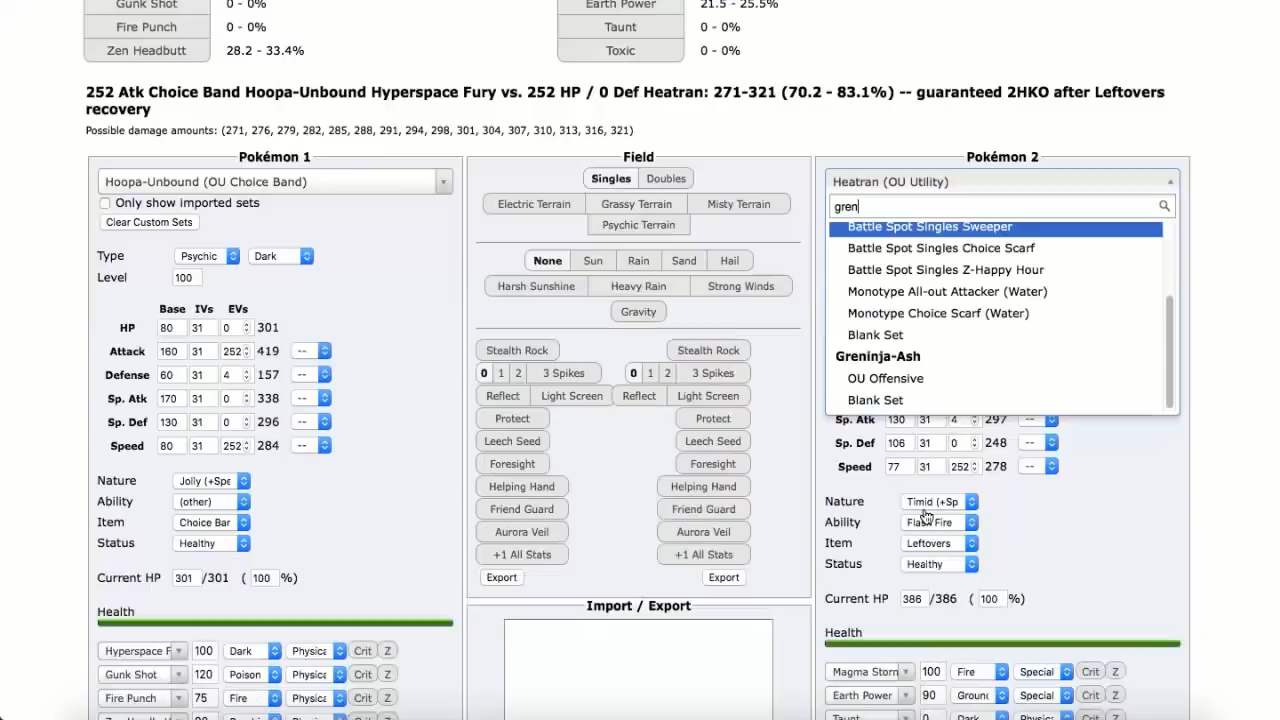 Gunk Shot 0 - 0%
Earth Power 21.5 - 25.5%
Fire Punch 0 - 0%
Taunt 0 - 0%
Zen Headbutt 28.2 - 33.4%
Toxic 0 - 0%
252 Atk Choice Band Hoopa-Unbound Hyperspace Fury vs. 252 HP / 0 Def Heatran: 271-321 (70.2 - 83.1%) -- guaranteed 2HKO after Leftovers
recovery
Possible damage amounts: (271, 276, 279, 282, 285, 288, 291, 294, 298, 301, 304, 307, 310, 313, 316, 321)
Pokémon 1
Hoopa-Unbound (OU Choice Band)
Only show imported sets
Clear Custom Sets
Type Psychic Dark
Level 100
Base IVs EVs
HP 80 31 0 301
Attack 160 31 252 419 --
Defense 60 31 4 157 --
Sp. Atk 170 31 0 338 --
Sp. Def 130 31 0 296 --
Speed 80 31 252 284 --
Nature Jolly (+Spe
Ability (other)
Item Choice Bar
Status Healthy
Current HP 301 /301 ( 100 %)
Health
Hyperspace F 100 Dark Physica Crit Z
Gunk Shot 120 Poison Physica Crit Z
Fire Punch 75 Fire Physica Crit Z
Field
Singles Doubles
Electric Terrain Grassy Terrain Misty Terrain
Psychic Terrain
None Sun Rain Sand Hail
Harsh Sunshine Heavy Rain Strong Winds
Gravity
Stealth Rock Stealth Rock
0 1 2 3 Spikes 0 1 2 3 Spikes
Reflect Light Screen Reflect Light Screen
Protect Protect
Leech Seed Leech Seed
Foresight Foresight
Helping Hand Helping Hand
Friend Guard Friend Guard
Aurora Veil Aurora Veil
+1 All Stats +1 All Stats
Export Export
Import / Export
Pokémon 2
Heatran (OU Utility)
gren
Battle Spot Singles Sweeper
Battle Spot Singles Choice Scarf
Battle Spot Singles Z-Happy Hour
Monotype All-out Attacker (Water)
Monotype Choice Scarf (Water)
Blank Set
Greninja-Ash
OU Offensive
Blank Set
Sp. Atk 130 31 4 297 --
Sp. Def 106 31 0 248 --
Speed 77 31 252 278 --
Nature Timid (+Sp
Ability Flash Fire
Item Leftovers
Status Healthy
Current HP 386 /386 ( 100 %)
Health
Magma Storm 100 Fire Special Crit Z
Earth Power 90 Ground Special Crit Z